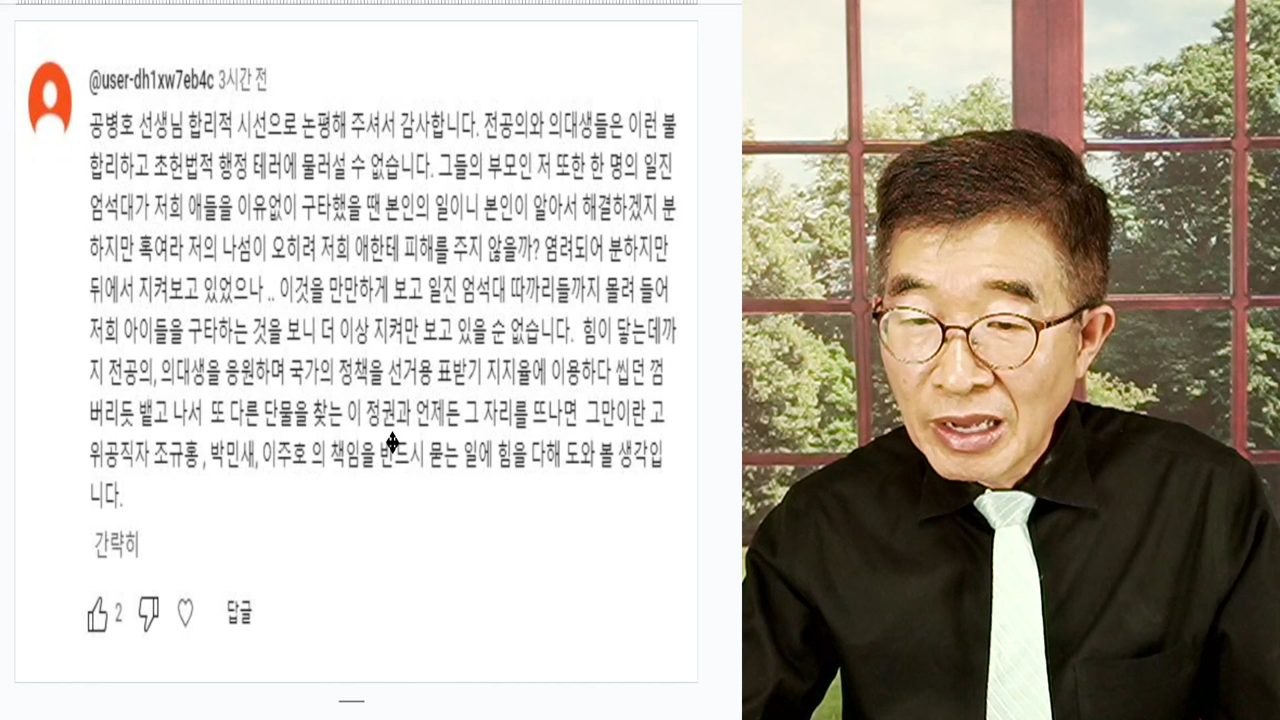 @user-dh1xw7eb4c 3시간 전
공병호 선생님 합리적 시선으로 논평해 주셔서 감사합니다. 전공의와 의대생들은 이런 불
합리하고 초헌법적 행정 테러에 물러설 수 없습니다. 그들의 부모인 저 또한 한 명의 일진
엄석대가 저희 애들을 이유없이 구타했을 땐 본인의 일이니 본인이 알아서 해결하겠지 분
하지만 혹여라 저의 나섬이 오히려 저희 애한테 피해를 주지 않을까? 염려되어 분하지만
뒤에서 지켜보고 있었으나 .. 이것을 만만하게 보고 일진 엄석대 따까리들까지 몰려 들어
저희 아이들을 구타하는 것을 보니 더 이상 지켜만 보고 있을 순 없습니다. 힘이 닿는데까
지 전공의, 의대생을 응원하며 국가의 정책을 선거용 표받기 지지율에 이용하다 씹던 껌
버리듯 뱉고 나서 또 다른 단물을 찾는 이 정권과 언제든 그 자리를 뜨나면 그만이란 고
위공직자 조규홍 , 박민새, 이주호 의 책임을 반드시 묻는 일에 힘을 다해 도와 볼 생각입
니다.
간략히
2 답글